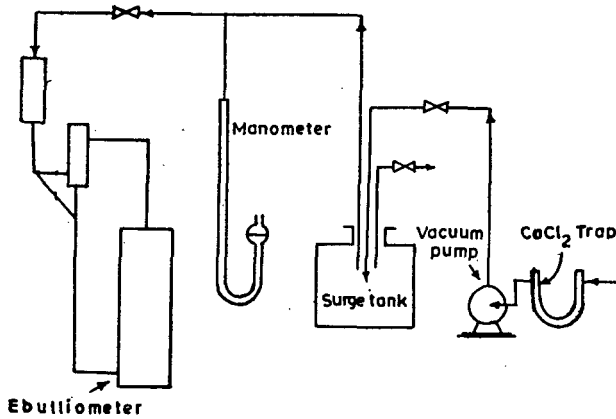 Manometer
Vacuum
pump
CaCl2 Trap
Surge tank
Ebulliometer